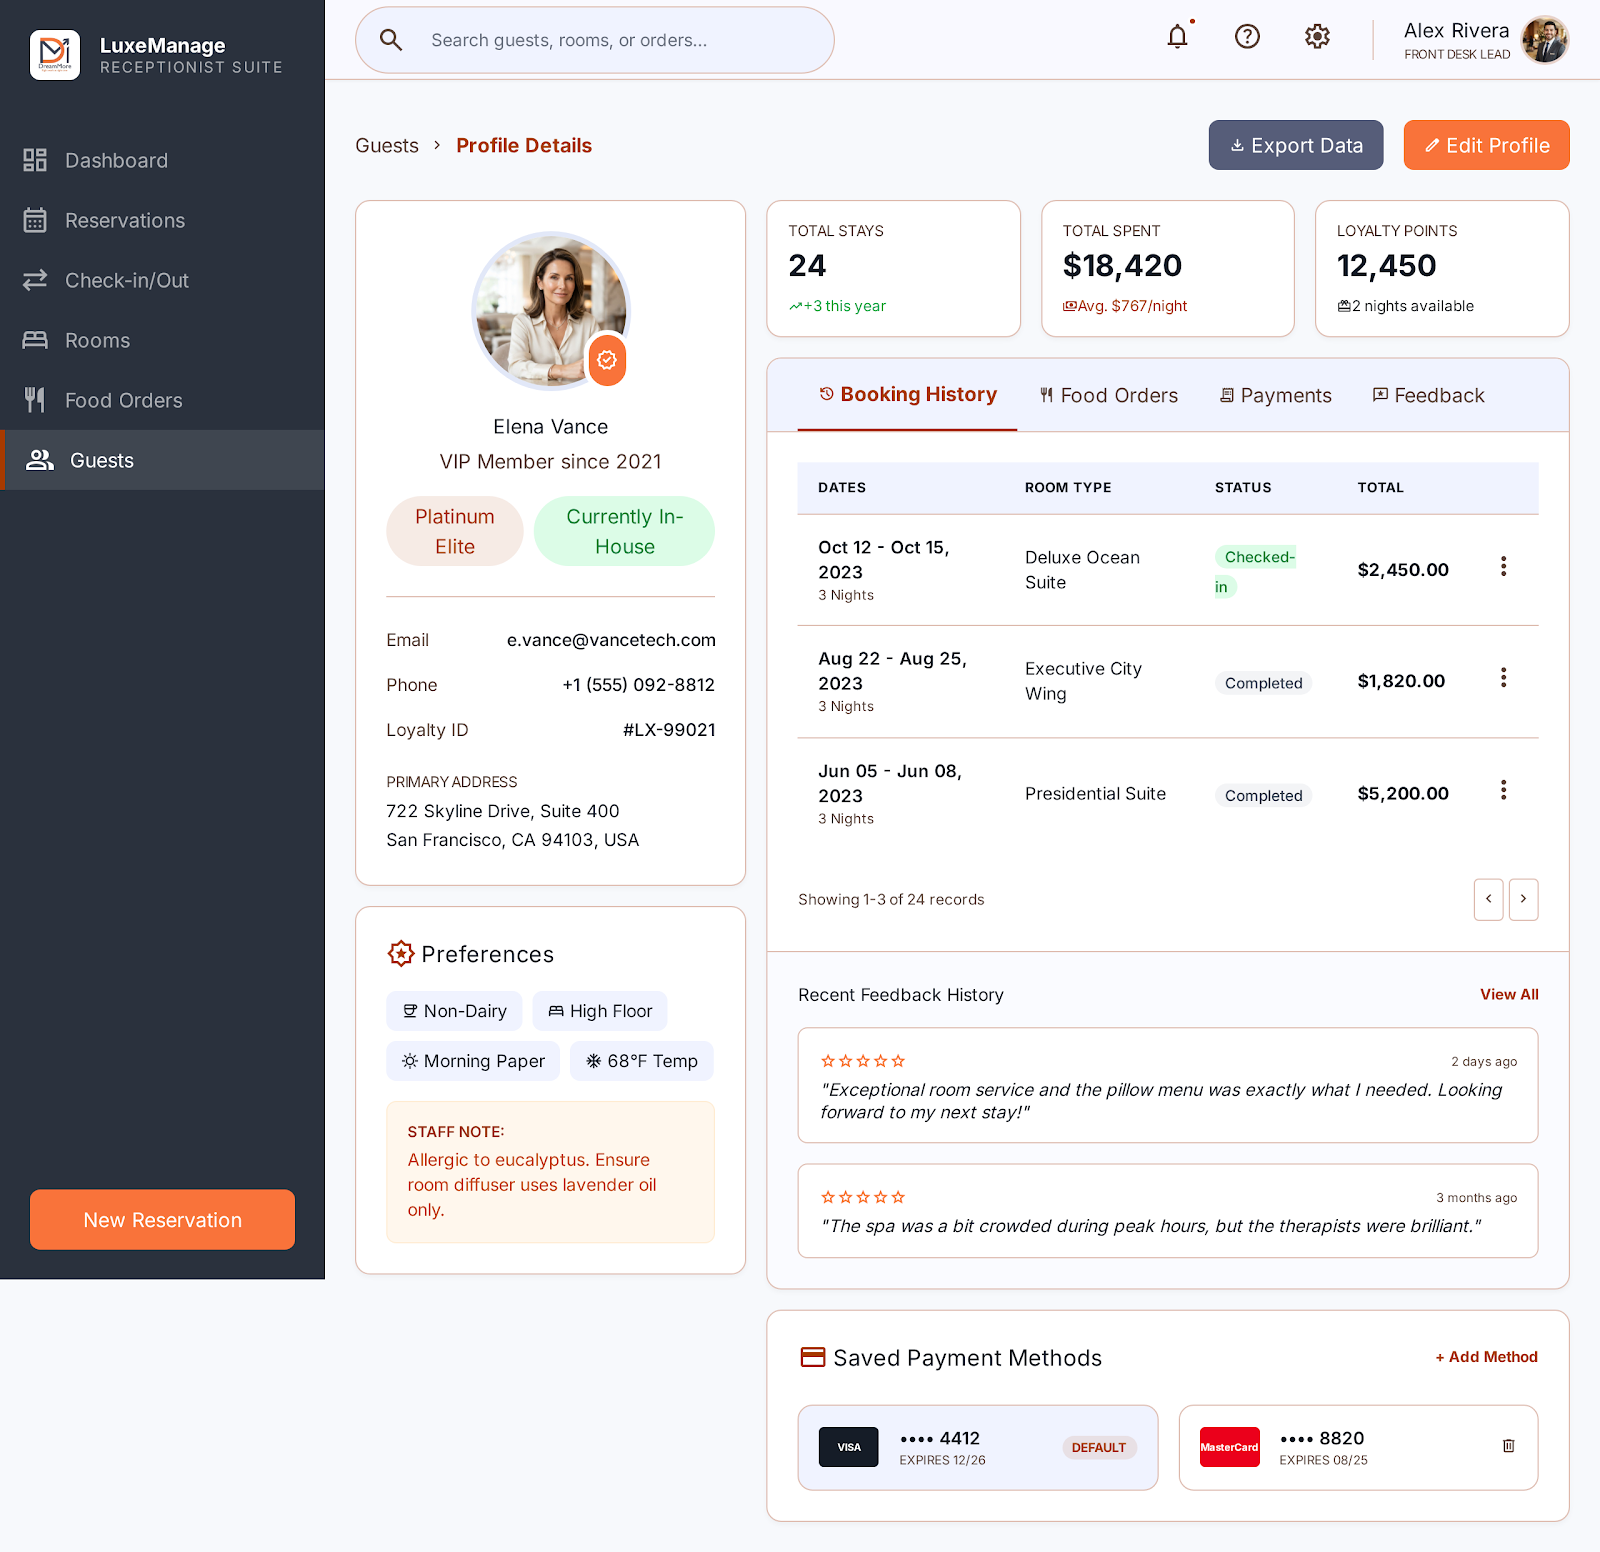 DreamMore
LuxeManage
RECEPTIONIST SUITE
Dashboard
Reservations
Check-in/Out
Rooms
Food Orders
Guests
New Reservation
Search guests, rooms, or orders...
Alex Rivera
FRONT DESK LEAD
Guests
Profile Details
Export Data
Edit Profile
Elena Vance
VIP Member since 2021
Platinum
Elite
Currently In-
House
Email
e.vance@vancetech.com
Phone
+1 (555) 092-8812
Loyalty ID
#LX-99021
PRIMARY ADDRESS
722 Skyline Drive, Suite 400
San Francisco, CA 94103, USA
Preferences
Non-Dairy
High Floor
Morning Paper
68°F Temp
STAFF NOTE:
Allergic to eucalyptus. Ensure
room diffuser uses lavender oil
only.
TOTAL STAYS
24
+3 this year
TOTAL SPENT
$18,420
Avg. $767/night
LOYALTY POINTS
12,450
2 nights available
Booking History
Food Orders
Payments
Feedback
DATES ROOM TYPE STATUS TOTAL
Oct 12 - Oct 15,
2023
3 Nights
Deluxe Ocean
Suite
Checked-
in
$2,450.00
Aug 22 - Aug 25,
2023
3 Nights
Executive City
Wing
Completed
$1,820.00
Jun 05 - Jun 08,
2023
3 Nights
Presidential Suite
Completed
$5,200.00
Showing 1-3 of 24 records
Recent Feedback History
View All
2 days ago
"Exceptional room service and the pillow menu was exactly what I needed. Looking
forward to my next stay!"
3 months ago
"The spa was a bit crowded during peak hours, but the therapists were brilliant."
Saved Payment Methods
+ Add Method
VISA
•••• 4412
EXPIRES 12/26
DEFAULT
MasterCard
•••• 8820
EXPIRES 08/25